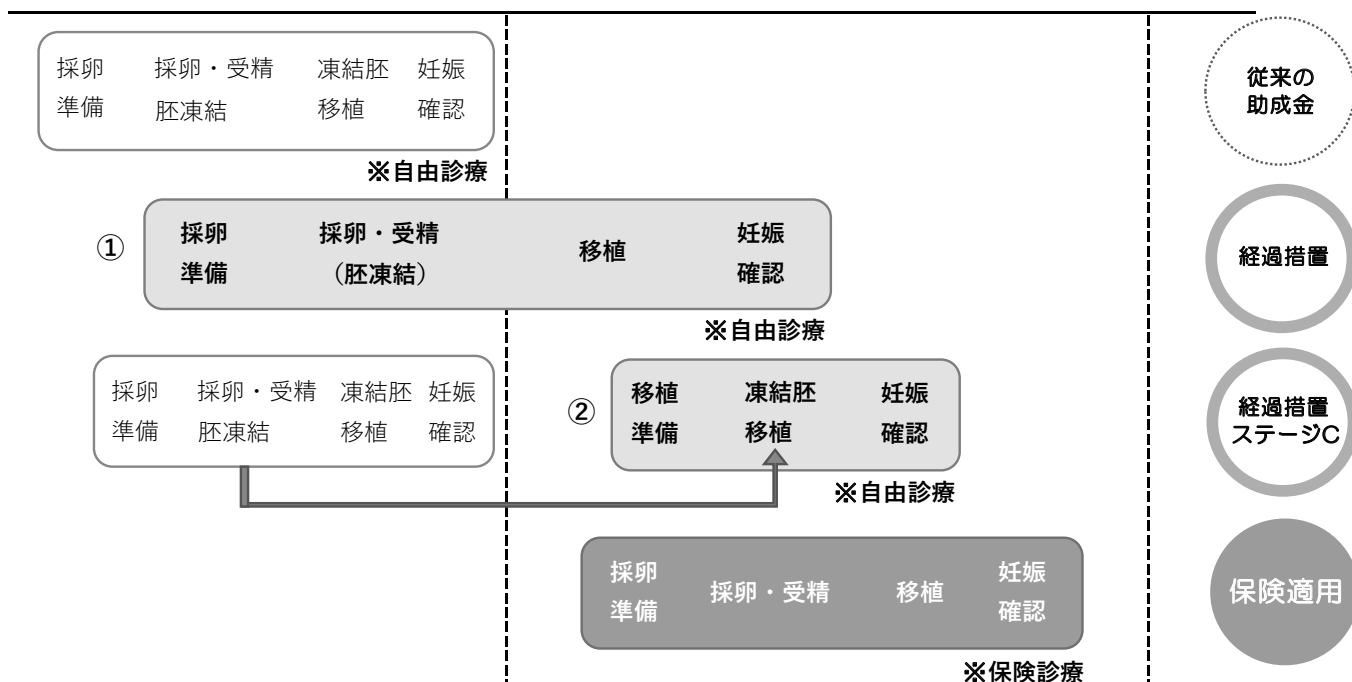 採卵 採卵・受精 凍結胚 妊娠
準備 胚凍結 移植 確認
※自由診療
従来の
助成金
① 採卵 採卵・受精 移植 妊娠
準備 (胚凍結) 確認
※自由診療
経過措置
採卵 採卵・受精 凍結胚 妊娠
準備 胚凍結 移植 確認
② 移植 凍結胚 妊娠
準備 移植 確認
※自由診療
経過措置
ステージC
採卵 採卵・受精 移植 妊娠
準備 確認
※保険診療
保険適用